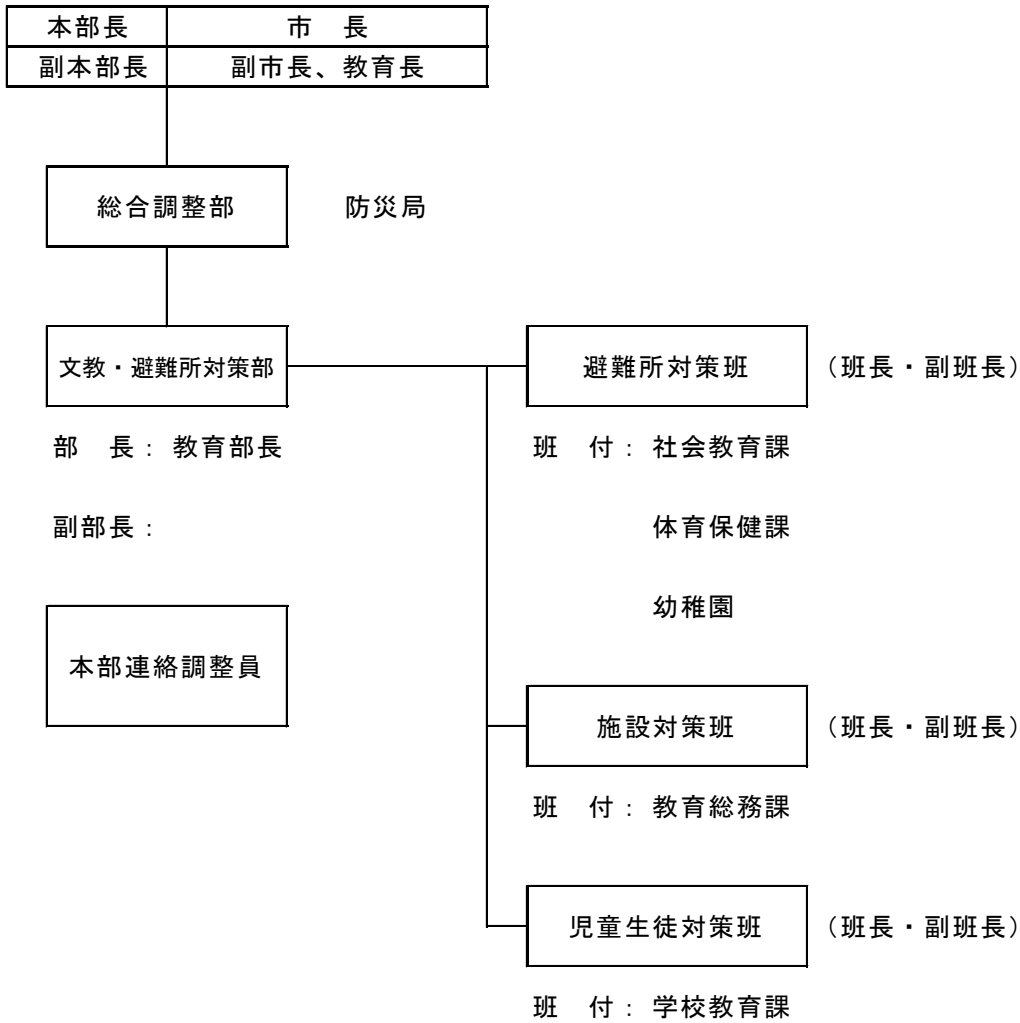 本部長 市　長
副本部長 副市長、教育長
総合調整部 防災局
文教・避難所対策部 避難所対策班 （班長・副班長）
部　長： 教育部長 班　付： 社会教育課
副部長： 体育保健課
幼稚園
本部連絡調整員
施設対策班 （班長・副班長）
班　付： 教育総務課
児童生徒対策班 （班長・副班長）
班　付： 学校教育課